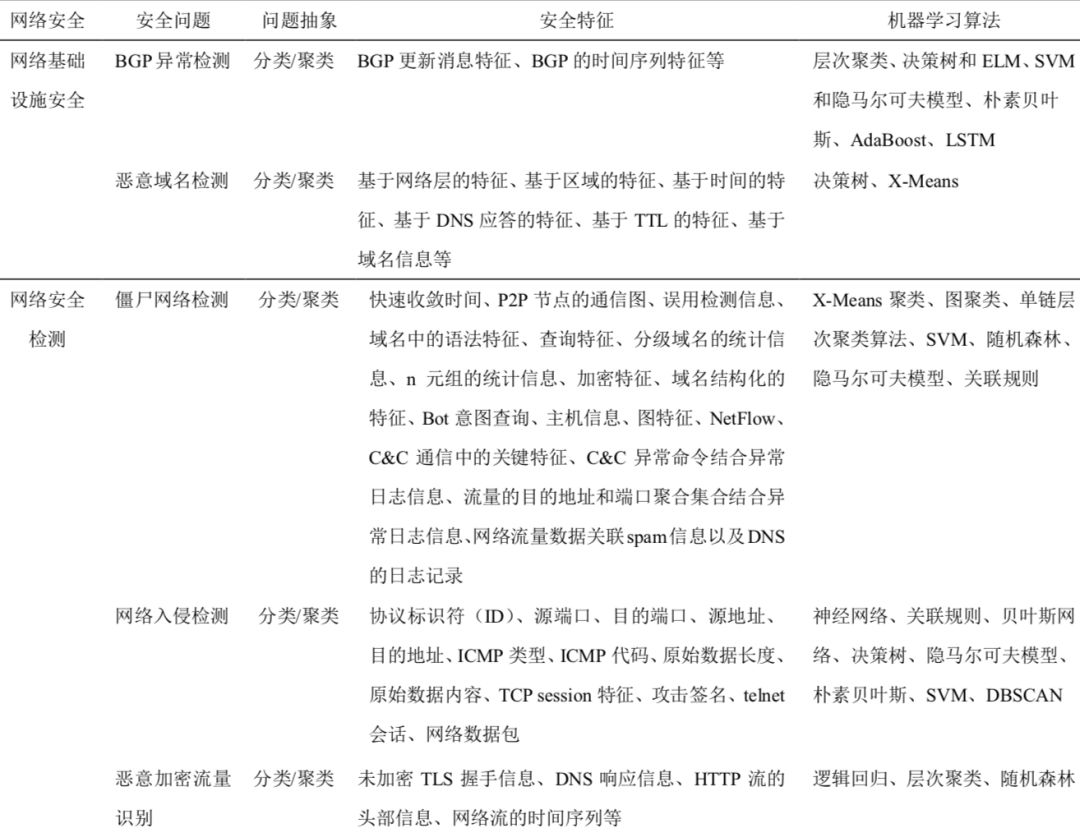 网络安全 安全问题 问题抽象 安全特征 机器学习算法
网络基础 BGP 异常检测 分类/聚类 BGP 更新消息特征、BGP 的时间序列特征等 层次聚类、决策树和 ELM、SVM
设施安全 和隐马尔可夫模型、朴素贝叶
斯、AdaBoost、LSTM
恶意域名检测 分类/聚类 基于网络层的特征、基于区域的特征、基于时间的特 决策树、X-Means
征、基于 DNS 应答的特征、基于 TTL 的特征、基于
域名信息等
网络安全 僵尸网络检测 分类/聚类 快速收敛时间、P2P 节点的通信图、误用检测信息、 X-Means 聚类、图聚类、单链层
检测 域名中的语法特征、查询特征、分级域名的统计信 次聚类算法、SVM、随机森林、
息、n 元组的统计信息、加密特征、域名结构化的 隐马尔可夫模型、关联规则
特征、Bot 意图查询、主机信息、图特征、NetFlow、
C&C 通信中的关键特征、C&C 异常命令结合异常
日志信息、流量的目的地址和端口聚合集合结合异
常日志信息、网络流量数据关联 spam 信息以及 DNS
的日志记录
网络入侵检测 分类/聚类 协议标识符（ID）、源端口、目的端口、源地址、 神经网络、关联规则、贝叶斯网
目的地址、ICMP 类型、ICMP 代码、原始数据长度、 络、决策树、隐马尔可夫模型、
原始数据内容、TCP session 特征、攻击签名、telnet 朴素贝叶斯、SVM、DBSCAN
会话、网络数据包
恶意加密流量 分类/聚类 未加密 TLS 握手信息、DNS 响应信息、HTTP 流的 逻辑回归、层次聚类、随机森林
识别 头部信息、网络流的时间序列等